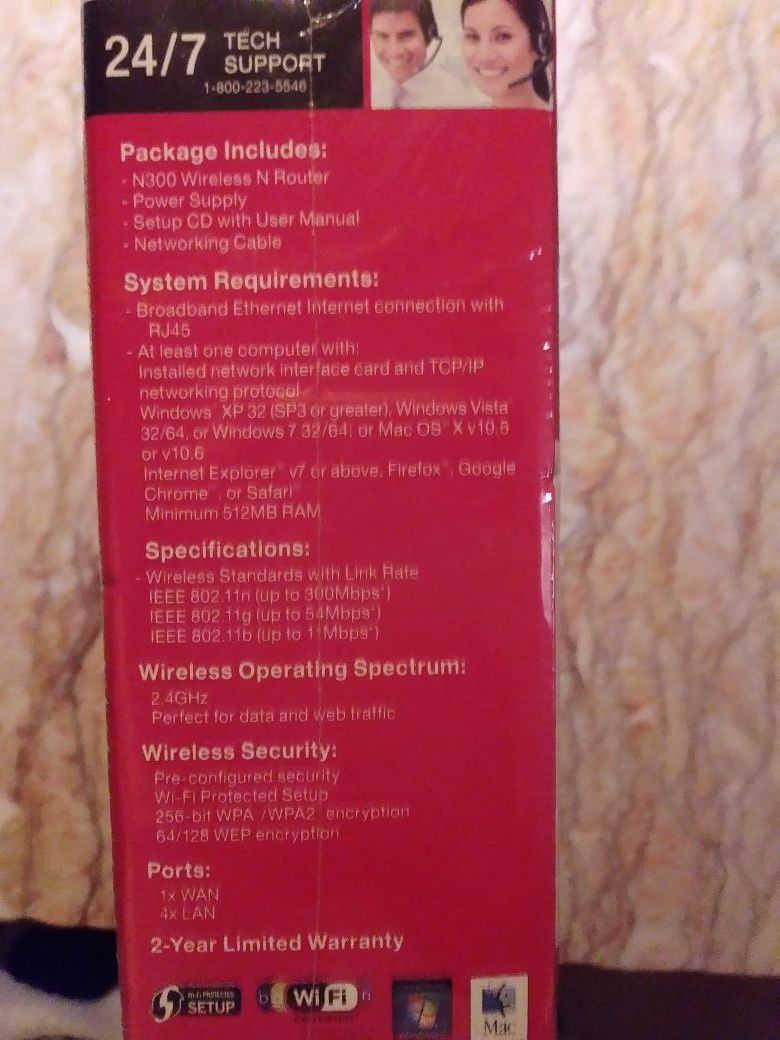 24/7 TECH
SUPPORT
1-800-223-5546
Package Includes:
- N300 Wireless N Router
- Power Supply
- Setup CD with User Manual
- Networking Cable
System Requirements:
- Broadband Ethernet Internet connection with
RJ45
- At least one computer with:
Installed network interface card and TCP/IP
networking protocol
Windows XP 32 (SP3 or greater), Windows Vista
32/64, or Windows 7 32/64, or Mac OS X v10.5
or v10.6
Internet Explorer v7 or above, Firefox, Google
Chrome, or Safari
Minimum 512MB RAM
Specifications:
- Wireless Standards with Link Rate
IEEE 802.11n (up to 300Mbps*)
IEEE 802.11g (up to 54Mbps*)
IEEE 802.11b (up to 11Mbps*)
Wireless Operating Spectrum:
2.4GHz
Perfect for data and web traffic
Wireless Security:
Pre-configured security
Wi-Fi Protected Setup
256-bit WPA /WPA2 encryption
64/128 WEP encryption
Ports:
1x WAN
4x LAN
2-Year Limited Warranty
Wi-Fi PROTECTED
SETUP
b g Wi Fi n
CERTIFIED
Mac